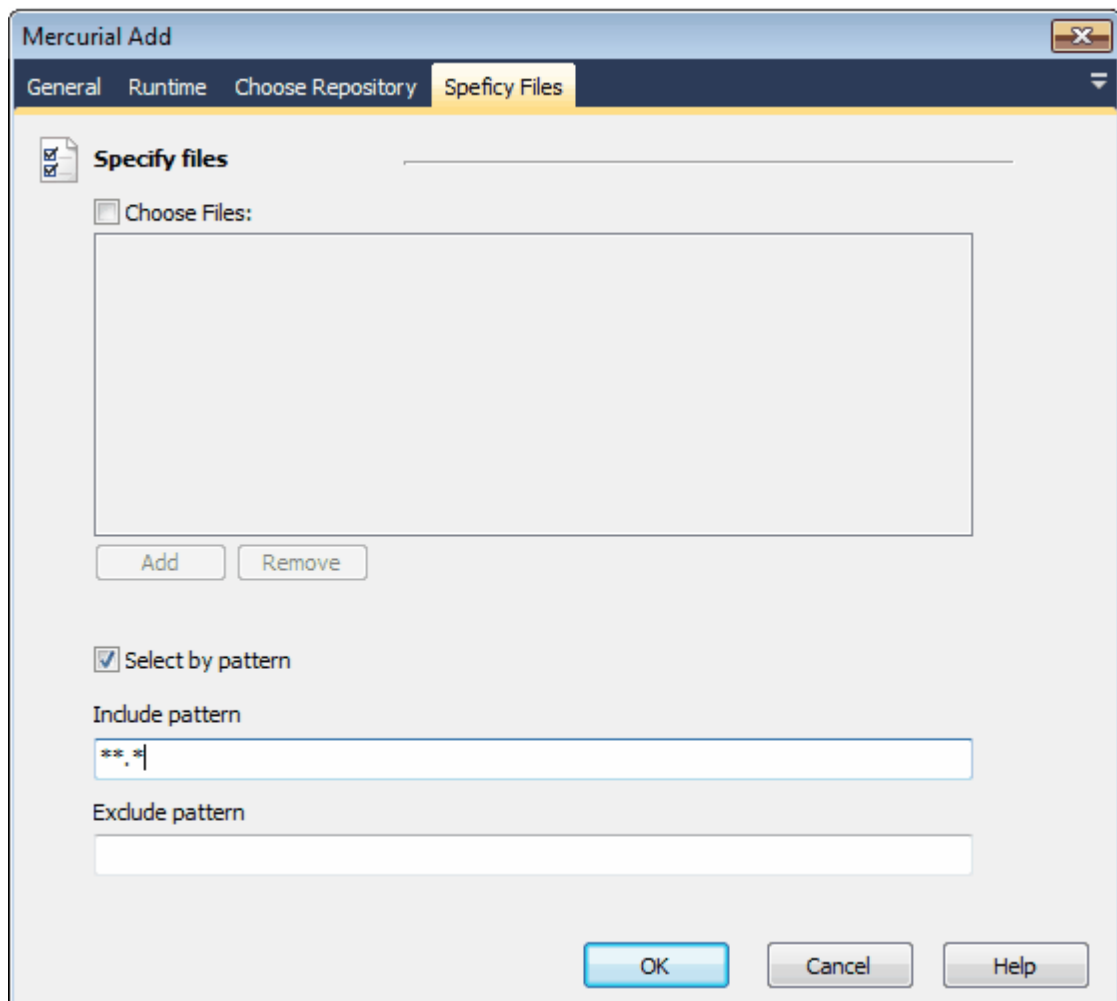 Mercurial Add
General Runtime Choose Repository Speficy Files
Specify files
Choose Files:
Add Remove
Select by pattern
Include pattern
**.*
Exclude pattern
OK Cancel Help